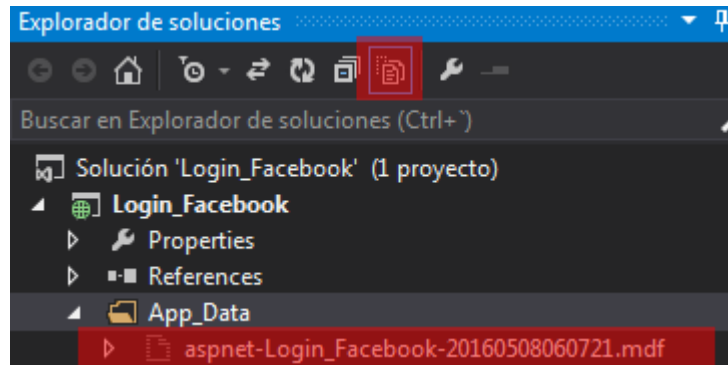 Explorador de soluciones
Buscar en Explorador de soluciones (Ctrl+`)
Solución 'Login_Facebook' (1 proyecto)
Login_Facebook
Properties
References
App_Data
aspnet-Login_Facebook-20160508060721.mdf